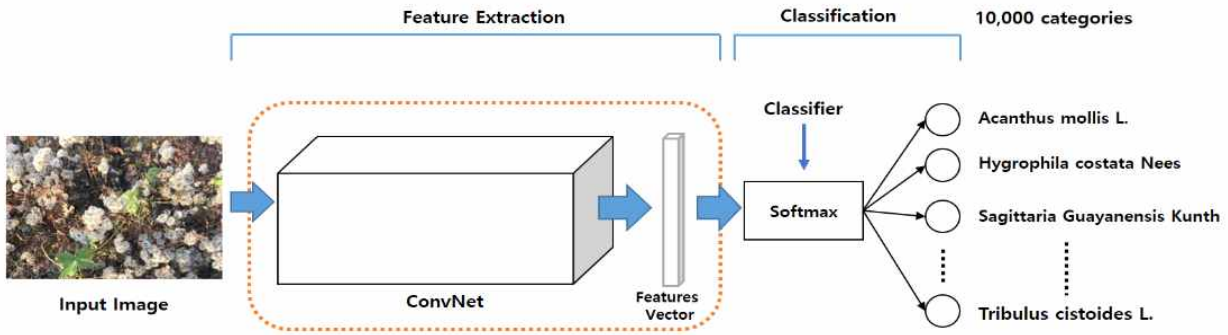 Feature Extraction
Classification
10,000 categories
Classifier
Acanthus mollis L.
Hygrophila costata Nees
Softmax
Sagittaria Guayanensis Kunth
Input Image
ConvNet
Features
Vector
Tribulus cistoides L.